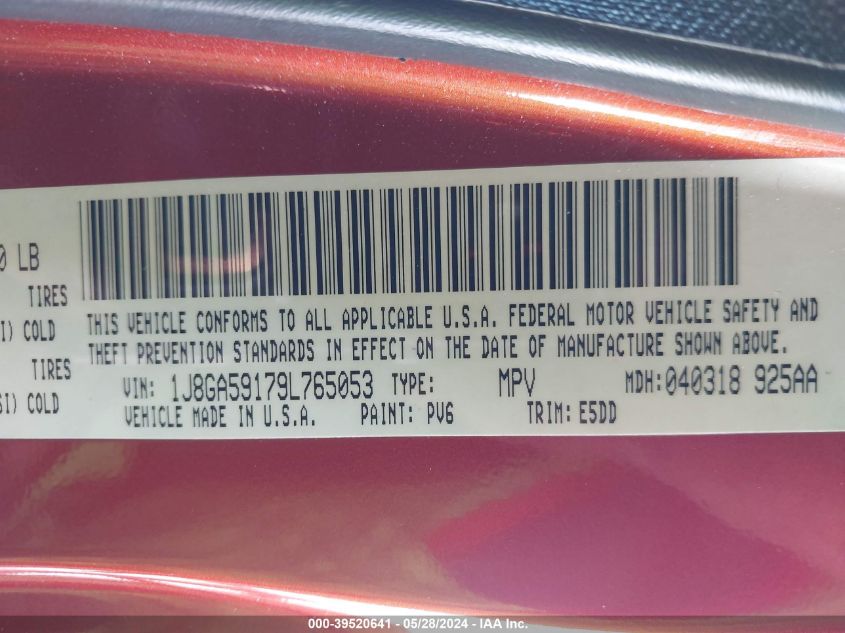 0 LB
TIRES
I) COLD
TIRES
SI) COLD
THIS VEHICLE CONFORMS TO ALL APPLICABLE U.S.A. FEDERAL MOTOR VEHICLE SAFETY AND
THEFT PREVENTION STANDARDS IN EFFECT ON THE DATE OF MANUFACTURE SHOWN ABOVE.
VIN: 1J8GA59179L765053 TYPE: MPV MDH:040318 925AA
VEHICLE MADE IN U.S.A. PAINT: PV6 TRIM: E5DD
000-39520641 - 05/28/2024 - IAA Inc.